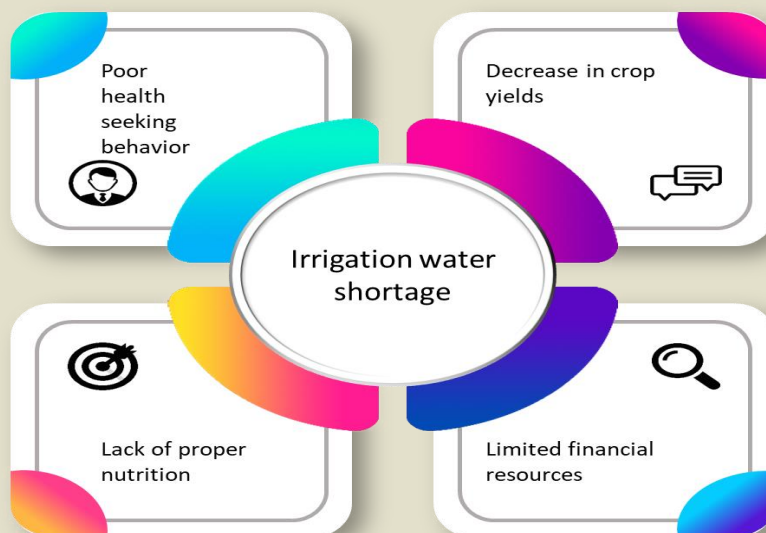 Poor
health
seeking
behavior
Decrease in crop
yields
Irrigation water
shortage
Lack of proper
nutrition
Limited financial
resources